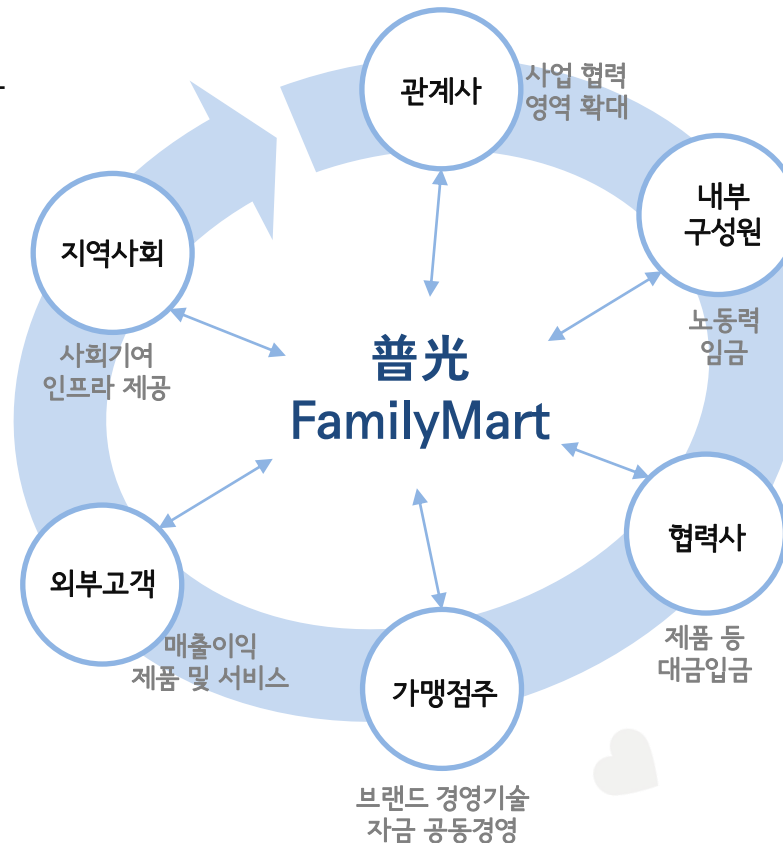 관계사
사업 협력
영역 확대
내부
구성원
노동력
임금
지역사회
사회기여
인프라 제공
普光
FamilyMart
협력사
제품 등
대금입금
외부고객
매출이익
제품 및 서비스
가맹점주
브랜드 경영기술
자금 공동경영